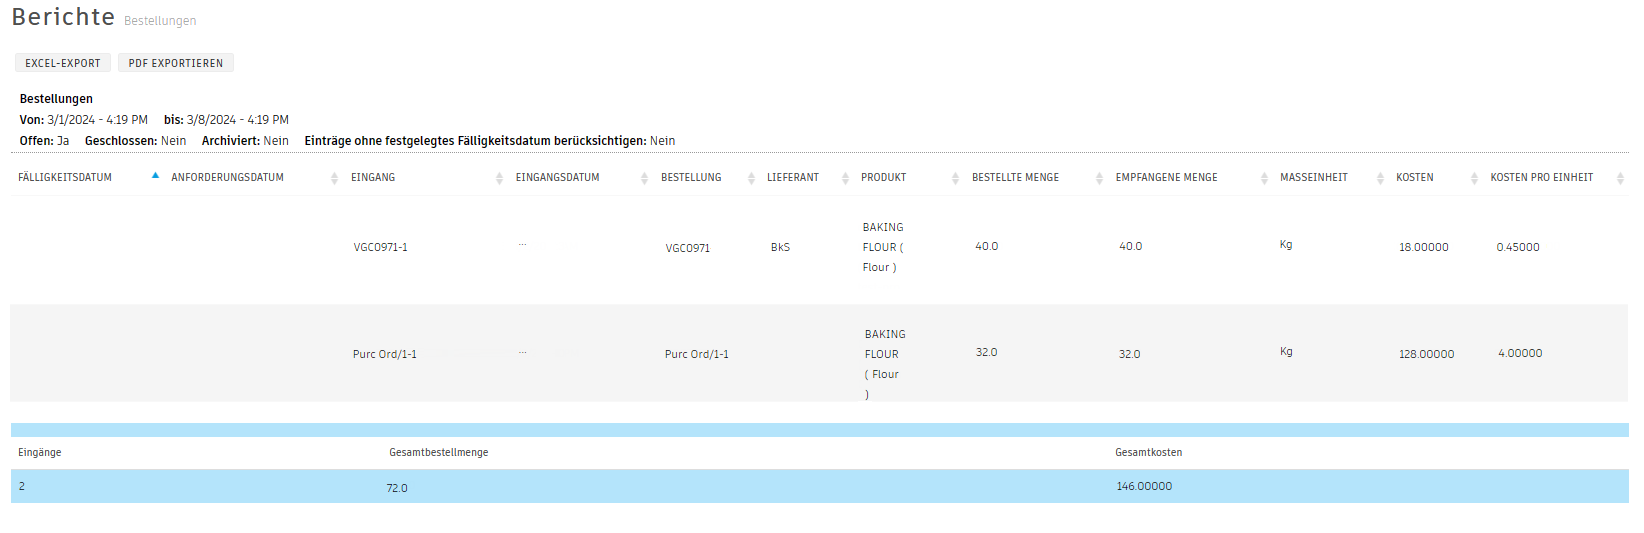 Berichte Bestellungen
EXCEL-EXPORT PDF EXPORTIEREN
Bestellungen
Von: 3/1/2024 - 4:19 PM bis: 3/8/2024 - 4:19 PM
Offen: Ja Geschlossen: Nein Archiviert: Nein Einträge ohne festgelegtes Fälligkeitsdatum berücksichtigen: Nein
FÄLLIGKEITSDATUM ANFORDERUNGSDATUM EINGANG EINGANGSDATUM BESTELLUNG LIEFERANT PRODUKT BESTELLTE MENGE EMPFANGENE MENGE MASSEINHEIT KOSTEN KOSTEN PRO EINHEIT
BAKING
VGC0971-1 ... VGC0971 BkS FLOUR ( 40.0 40.0 Kg 18.00000 0.45000
Flour )
BAKING
Purc Ord/1-1 ... Purc Ord/1-1 FLOUR 32.0 32.0 Kg 128.00000 4.00000
( Flour
)
Eingänge Gesamtbestellmenge Gesamtkosten
2 72.0 146.00000